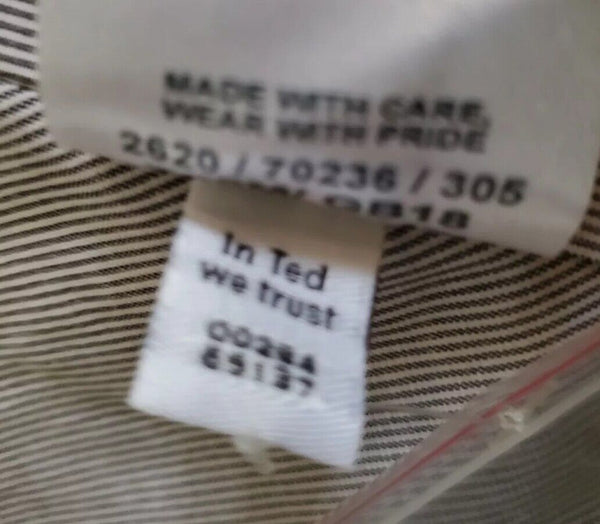 MADE WITH CARE,
WEAR WITH PRIDE
2620 / 70236 / 305
In Ted
we trust
00284
65127